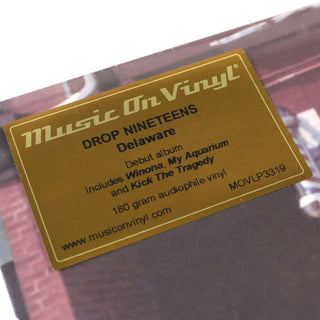 Music On Vinyl®
DROP NINETEENS
Delaware
Debut album
Includes Winona, My Aquarium
and Kick The Tragedy
180 gram audiophile vinyl
www.musiconvinyl.com
MOVLP3319